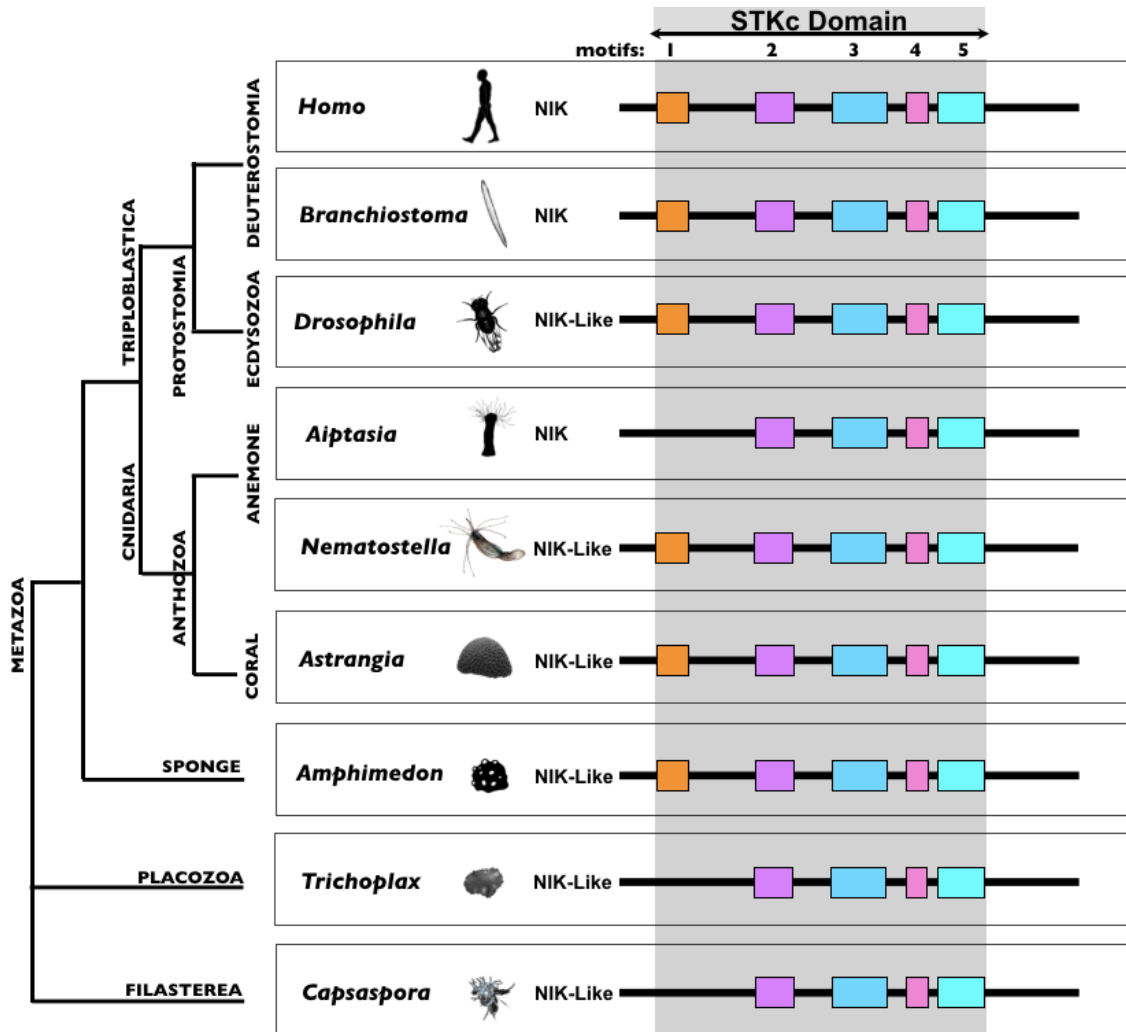 STKc Domain
motifs: 1 2 3 4 5
Homo NIK
Branchiostoma NIK
Drosophila NIK-Like
Aiptasia NIK
Nematostella NIK-Like
Astrangia NIK-Like
Amphimedon NIK-Like
Trichoplax NIK-Like
Capsaspora NIK-Like
METAZOA
CNIDARIA
TRIPLOBLASTICA
PROTOSTOMIA
ANTHOZOA
DEUTEROSTOMIA
ECDYSOZOA
ANEMONE
CORAL
SPONGE
PLACOZOA
FILASTEREA